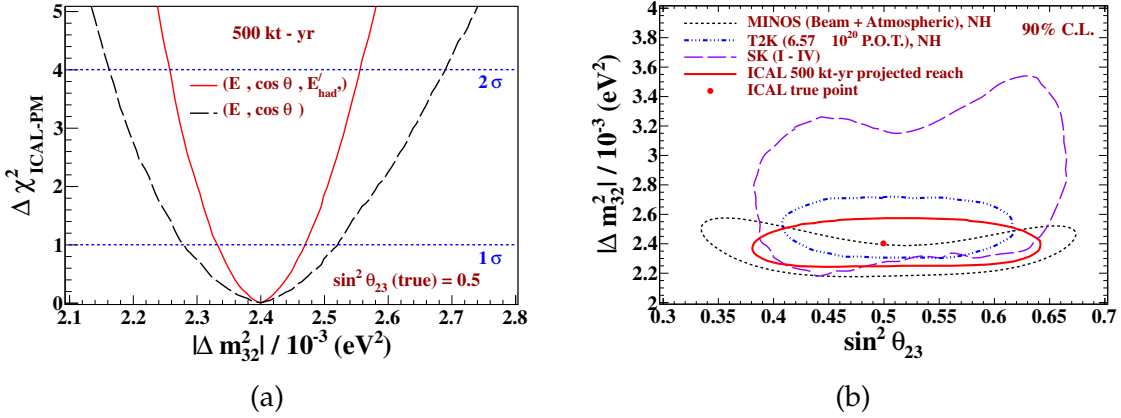 Δ χ²ICAL-PM
5
4
3
2
1
0
500 kt - yr
2 σ
(E , cos θ , E′had,)
(E , cos θ )
1 σ
sin² θ23 (true) = 0.5
2.1 2.2 2.3 2.4 2.5 2.6 2.7 2.8
|Δ m²32| / 10⁻³ (eV²)
(a)
|Δ m²32| / 10⁻³ (eV²)
4
3.8
3.6
3.4
3.2
3
2.8
2.6
2.4
2.2
2
MINOS (Beam + Atmospheric), NH
T2K (6.57 10²⁰ P.O.T.), NH
SK (I - IV)
ICAL 500 kt-yr projected reach
ICAL true point
90% C.L.
0.3 0.35 0.4 0.45 0.5 0.55 0.6 0.65 0.7
sin² θ23
(b)